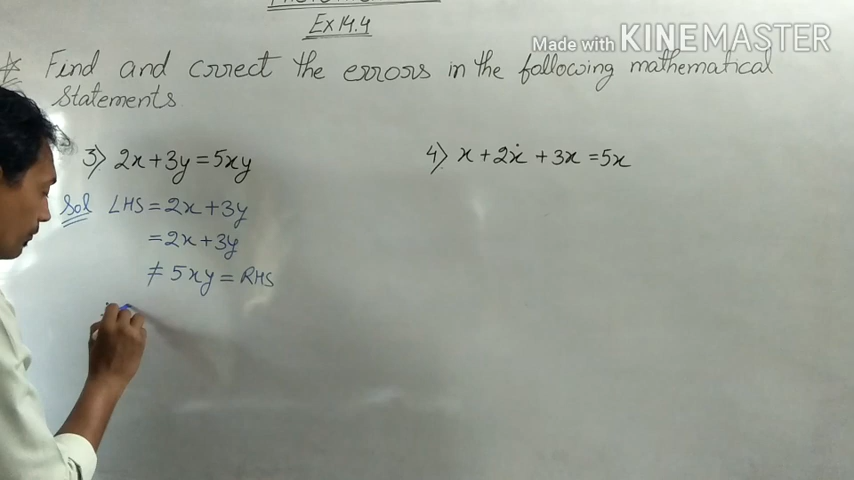 Ex 14.4
Made with KINEMASTER
Find and crrect the errors in the following mathematical
Statements
3) 2x+3y=5xy
4) x+2x+3x=5x
Sol LHS=2x+3y
=2x+3y
≠5xy=RHS